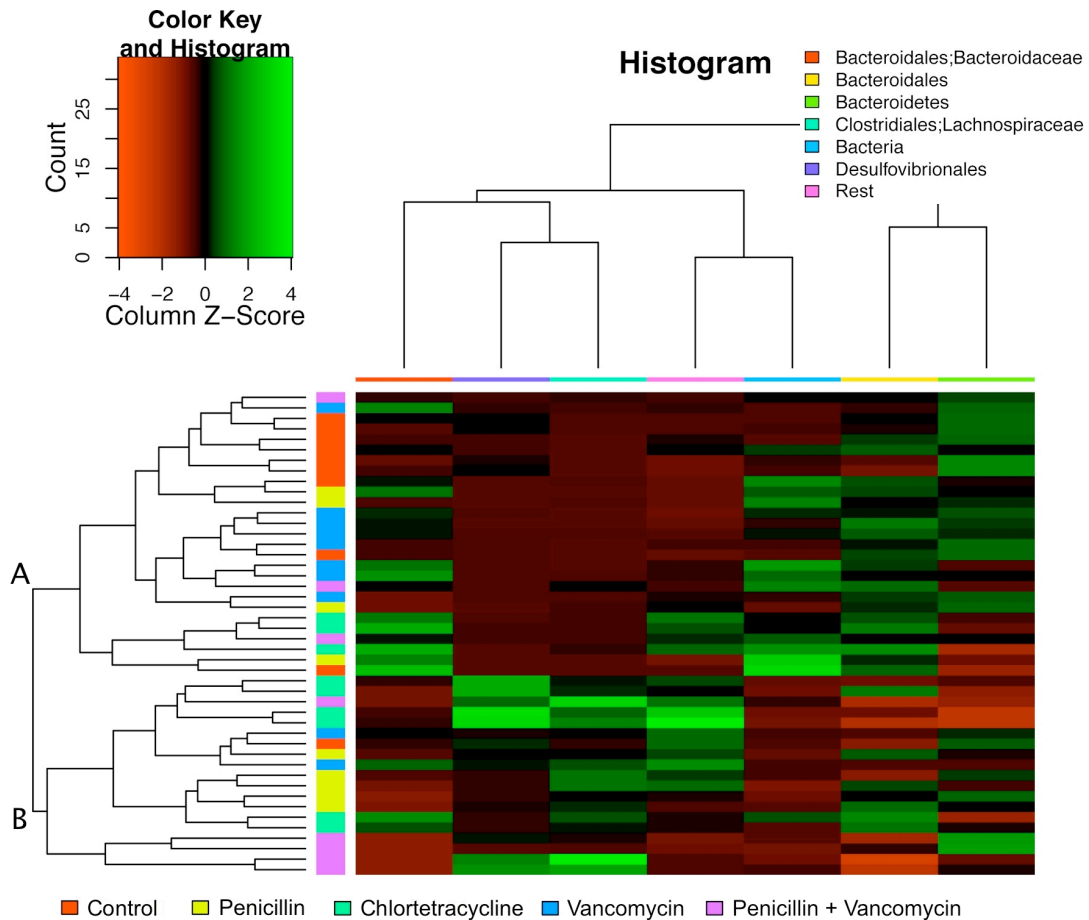 Color Key
and Histogram
Count
0
5
15
25
−4 −2 0 2 4
Column Z−Score
Histogram
Bacteroidales;Bacteroidaceae
Bacteroidales
Bacteroidetes
Clostridiales;Lachnospiraceae
Bacteria
Desulfovibrionales
Rest
A
B
Control Penicillin Chlortetracycline Vancomycin Penicillin + Vancomycin